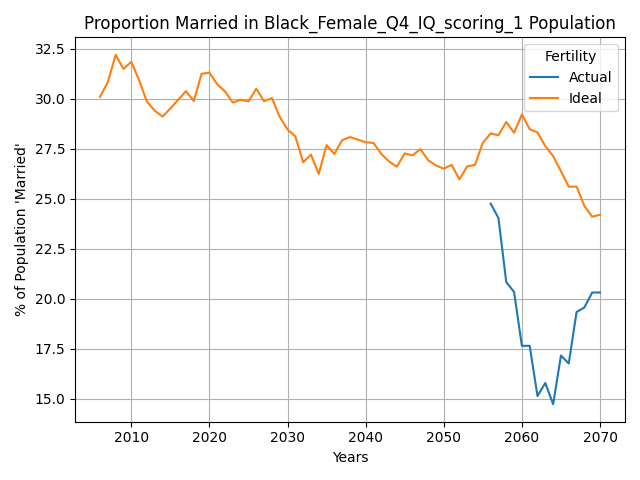 Proportion Married in Black_Female_Q4_IQ_scoring_1 Population
% of Population 'Married'
32.5
30.0
27.5
25.0
22.5
20.0
17.5
15.0
Fertility
Actual
Ideal
2010 2020 2030 2040 2050 2060 2070
Years